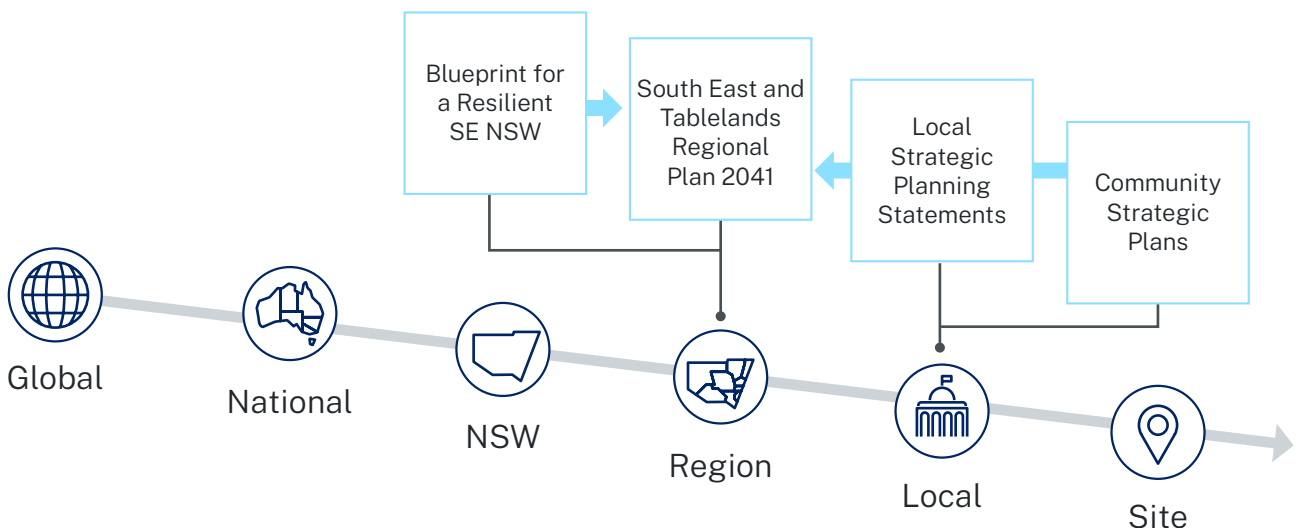 Blueprint for
a Resilient
SE NSW
South East and
Tablelands
Regional
Plan 2041
Local
Strategic
Planning
Statements
Community
Strategic
Plans
Global
National
NSW
Region
Local
Site